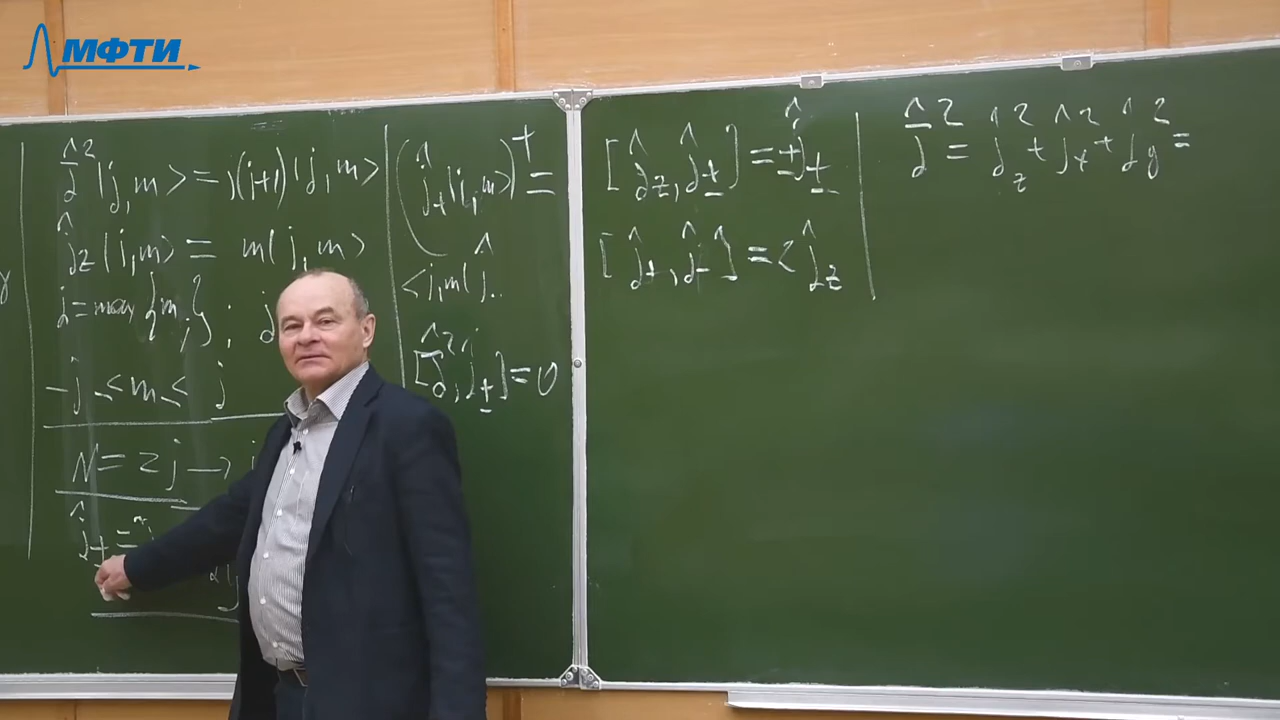 МФТИ
ĵ² |j,m> = j(j+1) |j,m>
ĵz |j,m> = m |j,m>
j = max {m}j ; j
-j ≤ m ≤ j
N = 2j →
ĵ± =
(ĵ± |j,m>)⁺ =
<j,m| ĵ..
[ĵ², ĵ±] = 0
[ĵz, ĵ±] = ± ĵ±
[ĵ+, ĵ-] = 2ĵz
ĵ² = ĵz² + ĵx² + ĵy² =